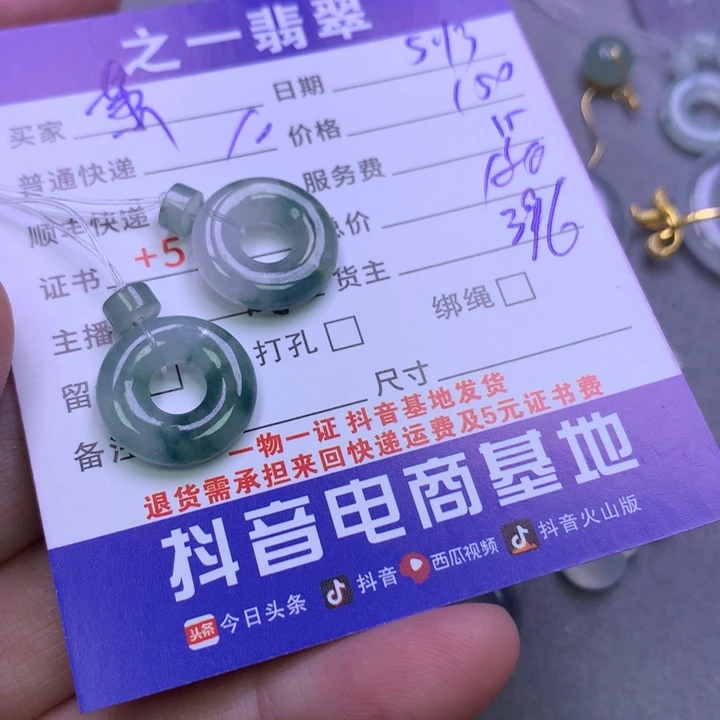 之一翡翠
买家 日期 5.13
普通快递 10 价格 150
顺丰快递 服务费 15
证书 +5 总价
主播 货主 396
留 打孔 绑绳
备注 尺寸
一物一证 抖音基地发货
退货需承担来回快递运费及5元证书费
抖音电商基地
头条 今日头条 抖音 西瓜视频 抖音火山版